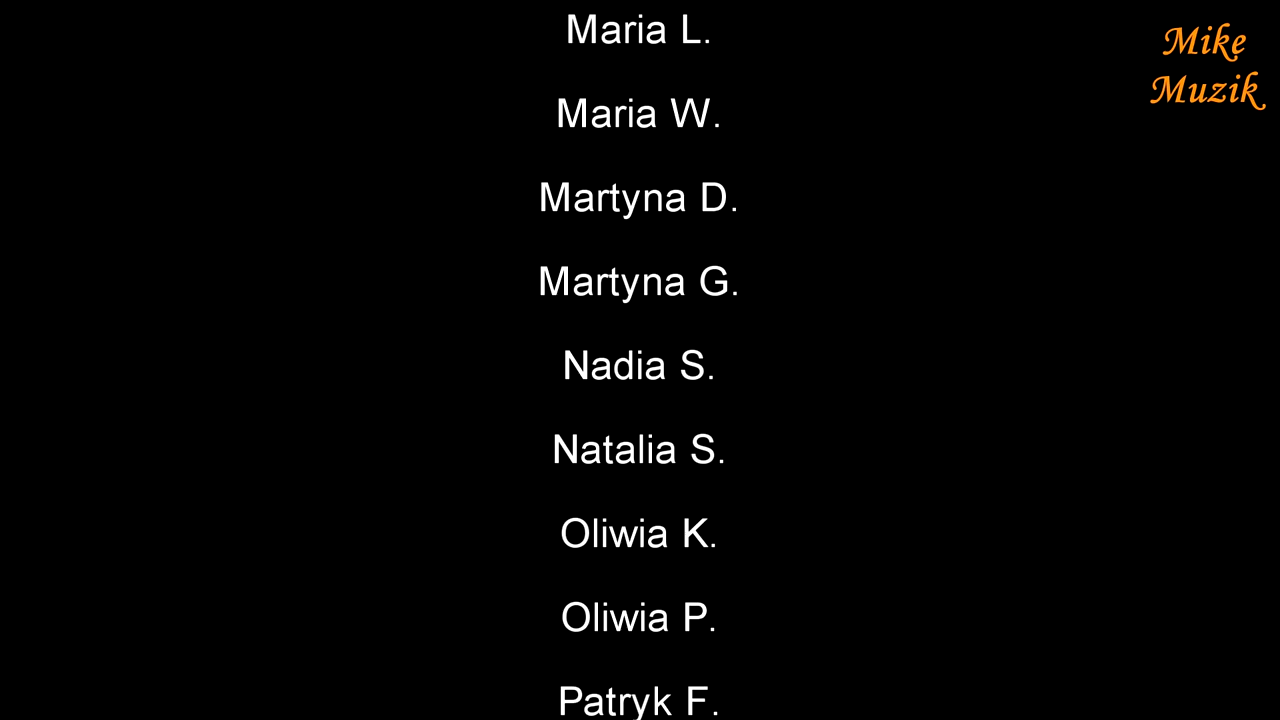 Maria L.
Mike
Muzik
Maria W.
Martyna D.
Martyna G.
Nadia S.
Natalia S.
Oliwia K.
Oliwia P.
Patryk F.